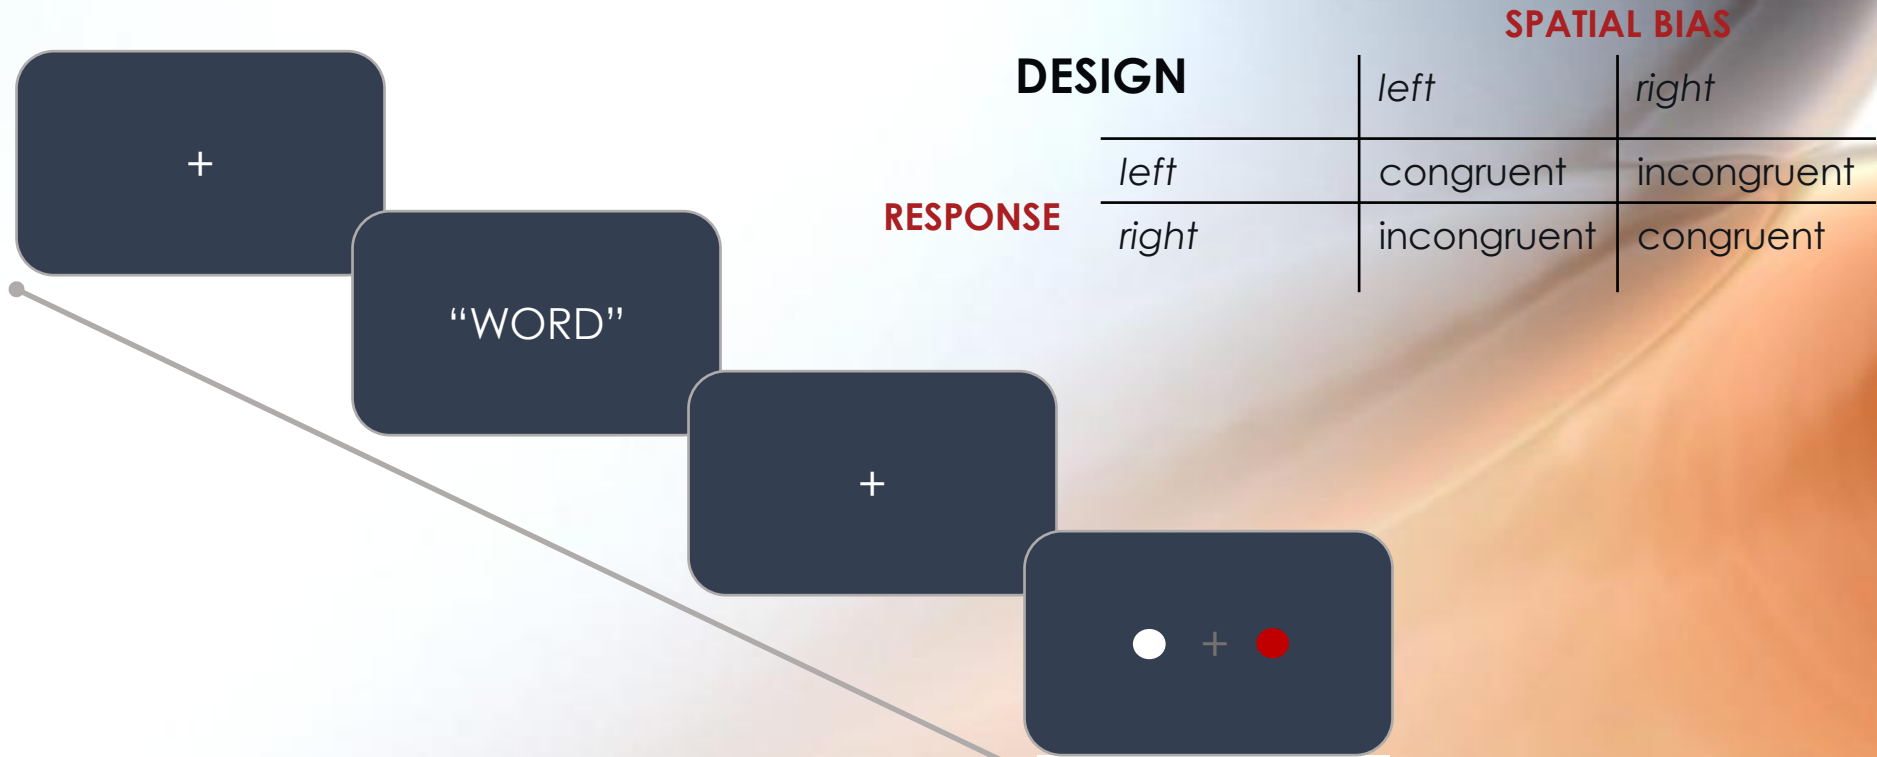 SPATIAL BIAS
DESIGN
left right
left congruent incongruent
RESPONSE
right incongruent congruent
+
“WORD”
+
+